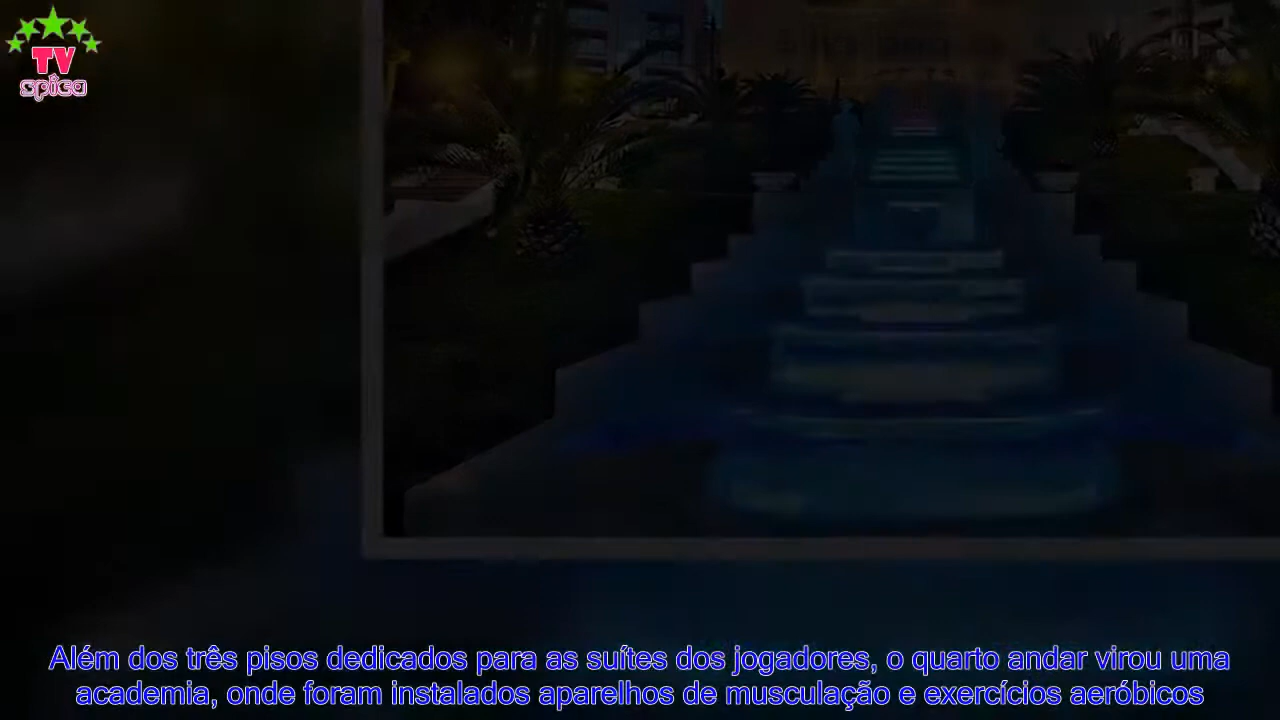 TV
spica
Além dos três pisos dedicados para as suítes dos jogadores, o quarto andar virou uma
academia, onde foram instalados aparelhos de musculação e exercícios aeróbicos